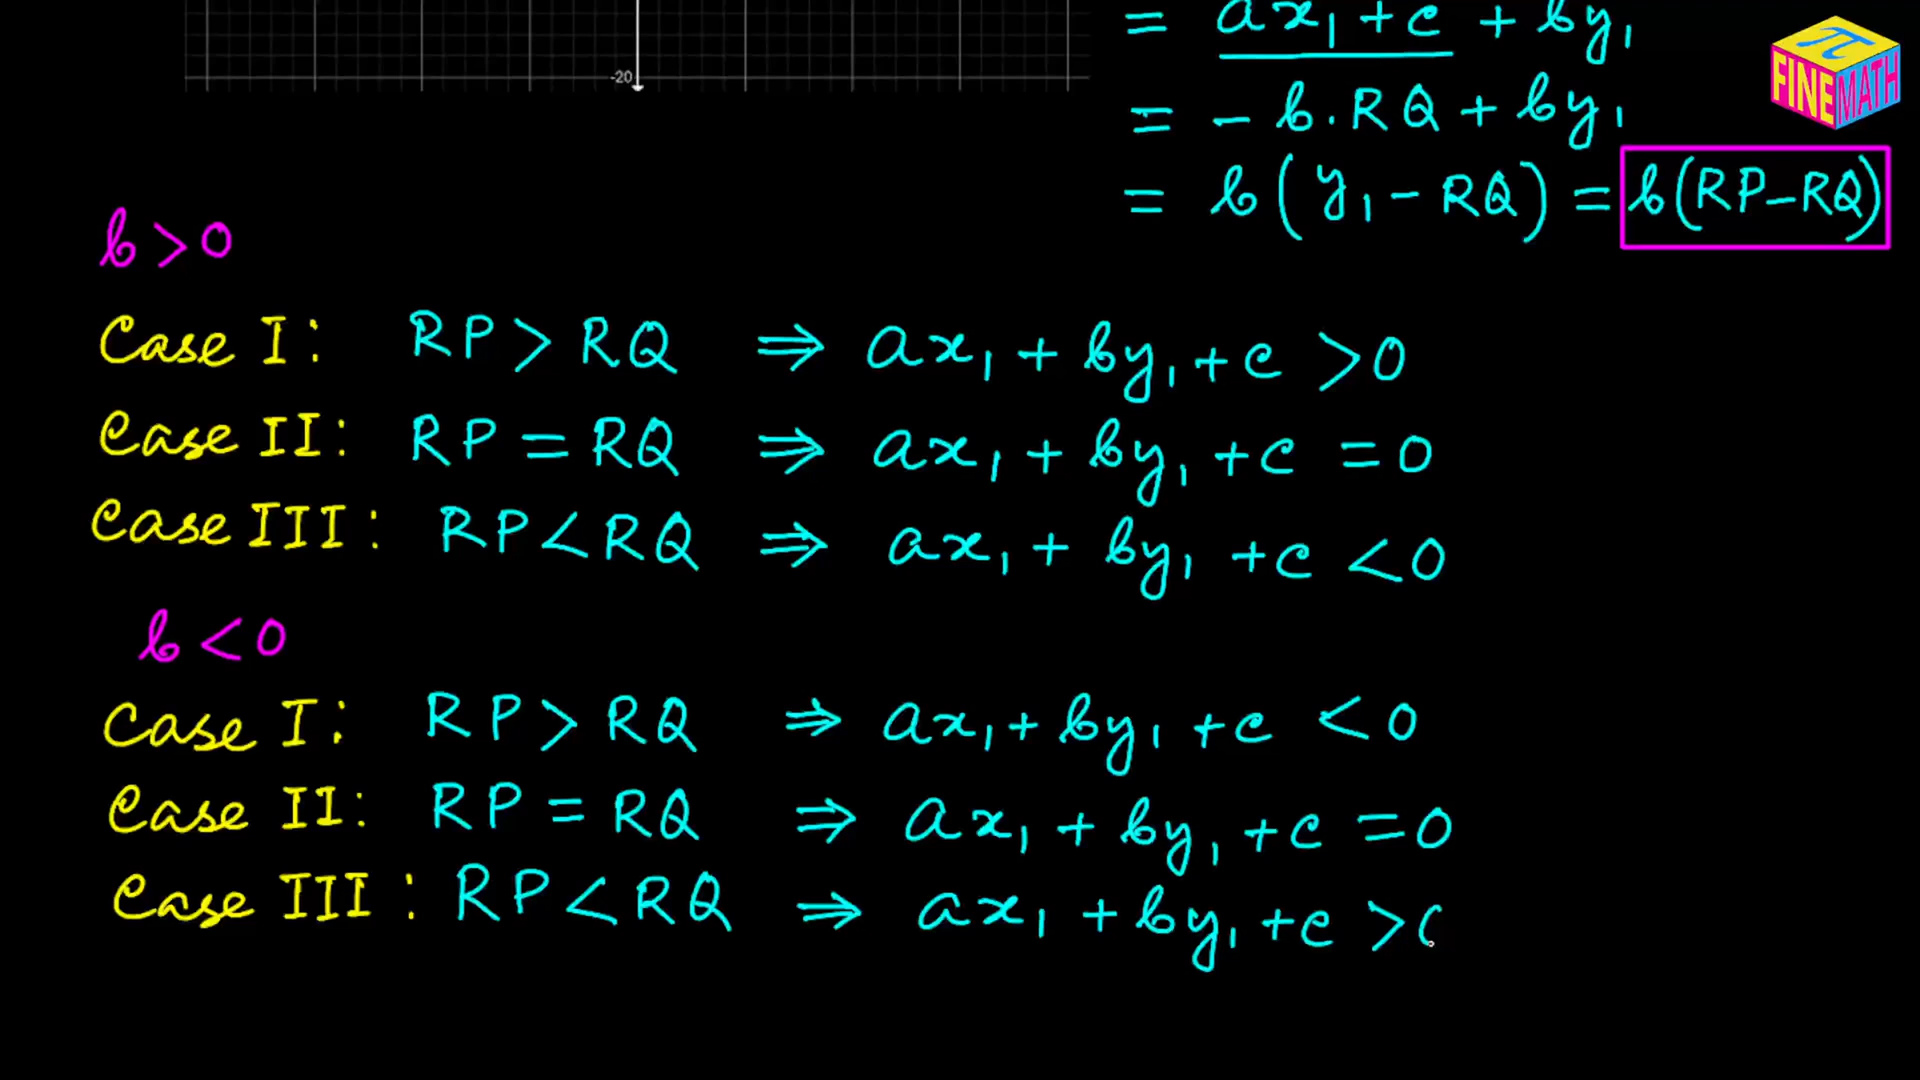 -20
= ax₁ + c + by₁
= - b.RQ + by₁
= b(y₁ - RQ) = b(RP-RQ)
π
FINE MATH
b > 0
Case I: RP > RQ ⇒ ax₁ + by₁ + c > 0
Case II: RP = RQ ⇒ ax₁ + by₁ + c = 0
Case III: RP < RQ ⇒ ax₁ + by₁ + c < 0
b < 0
Case I: RP > RQ ⇒ ax₁ + by₁ + c < 0
Case II: RP = RQ ⇒ ax₁ + by₁ + c = 0
Case III: RP < RQ ⇒ ax₁ + by₁ + c >